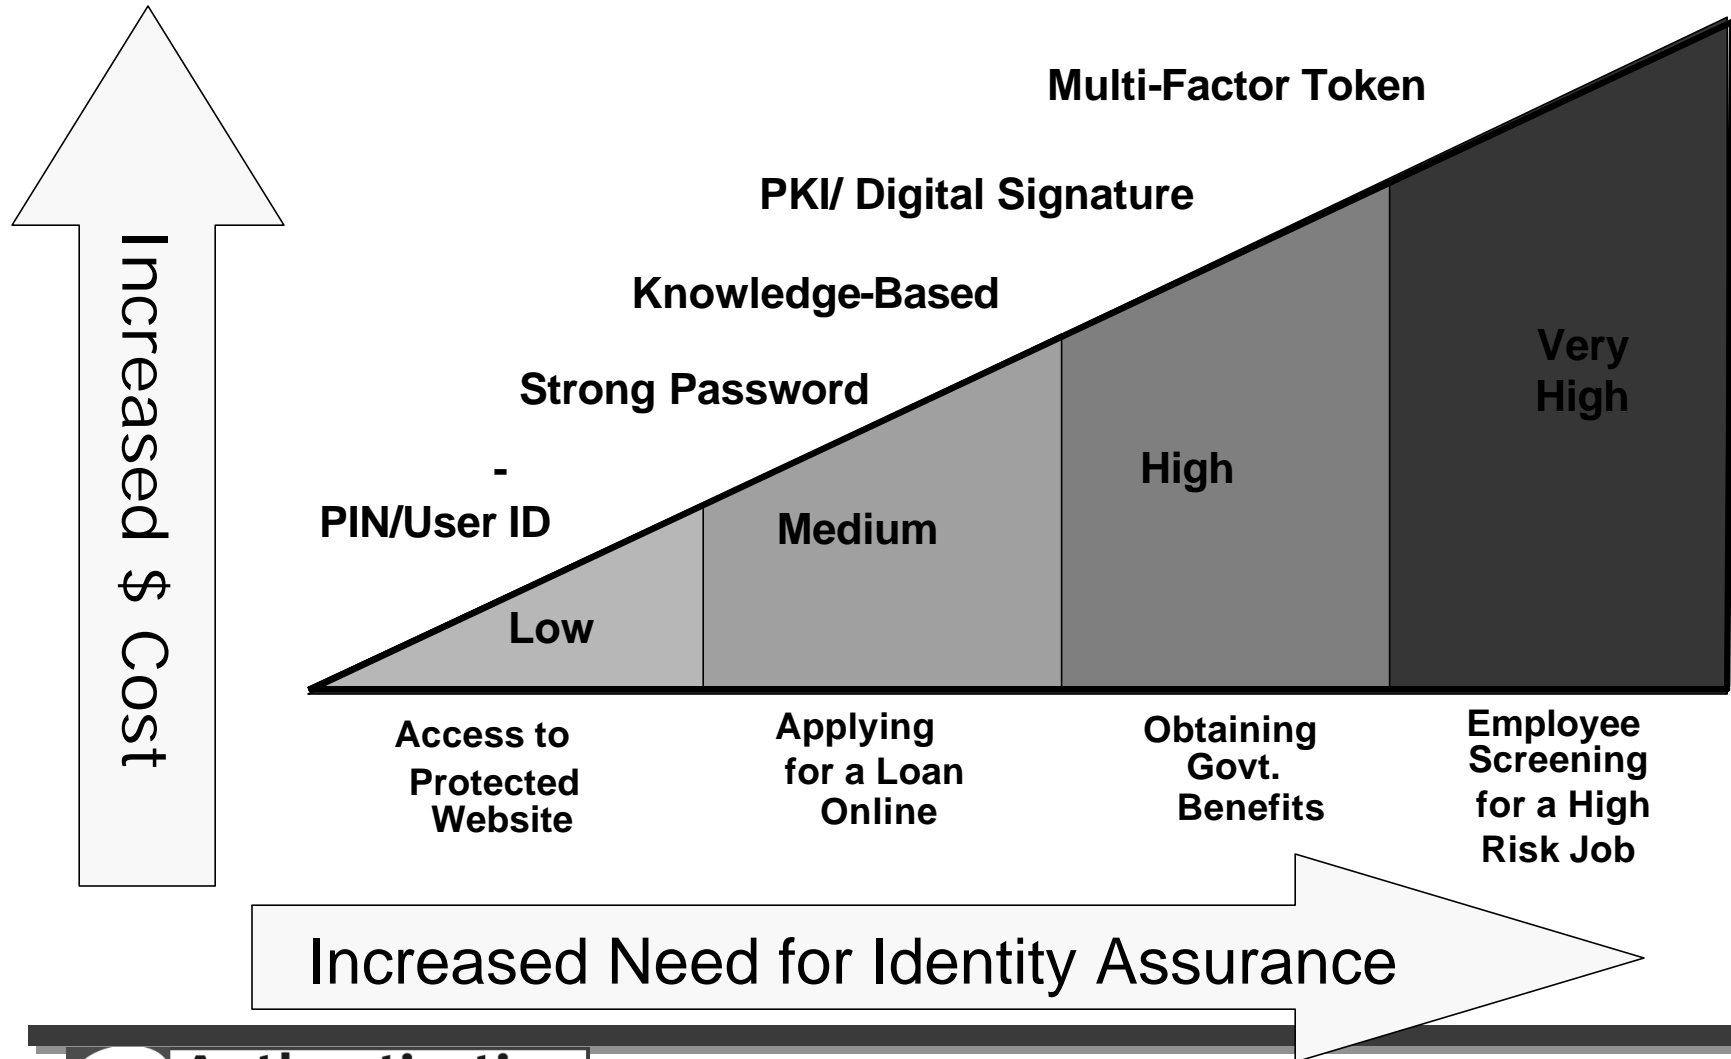 Multi-Factor Token
PKI/ Digital Signature
Knowledge-Based
Strong Password
-
PIN/User ID
Increased $ Cost
Very
High
High
Medium
Low
Access to
Protected
Website
Applying
for a Loan
Online
Obtaining
Govt.
Benefits
Employee
Screening
for a High
Risk Job
Increased Need for Identity Assurance